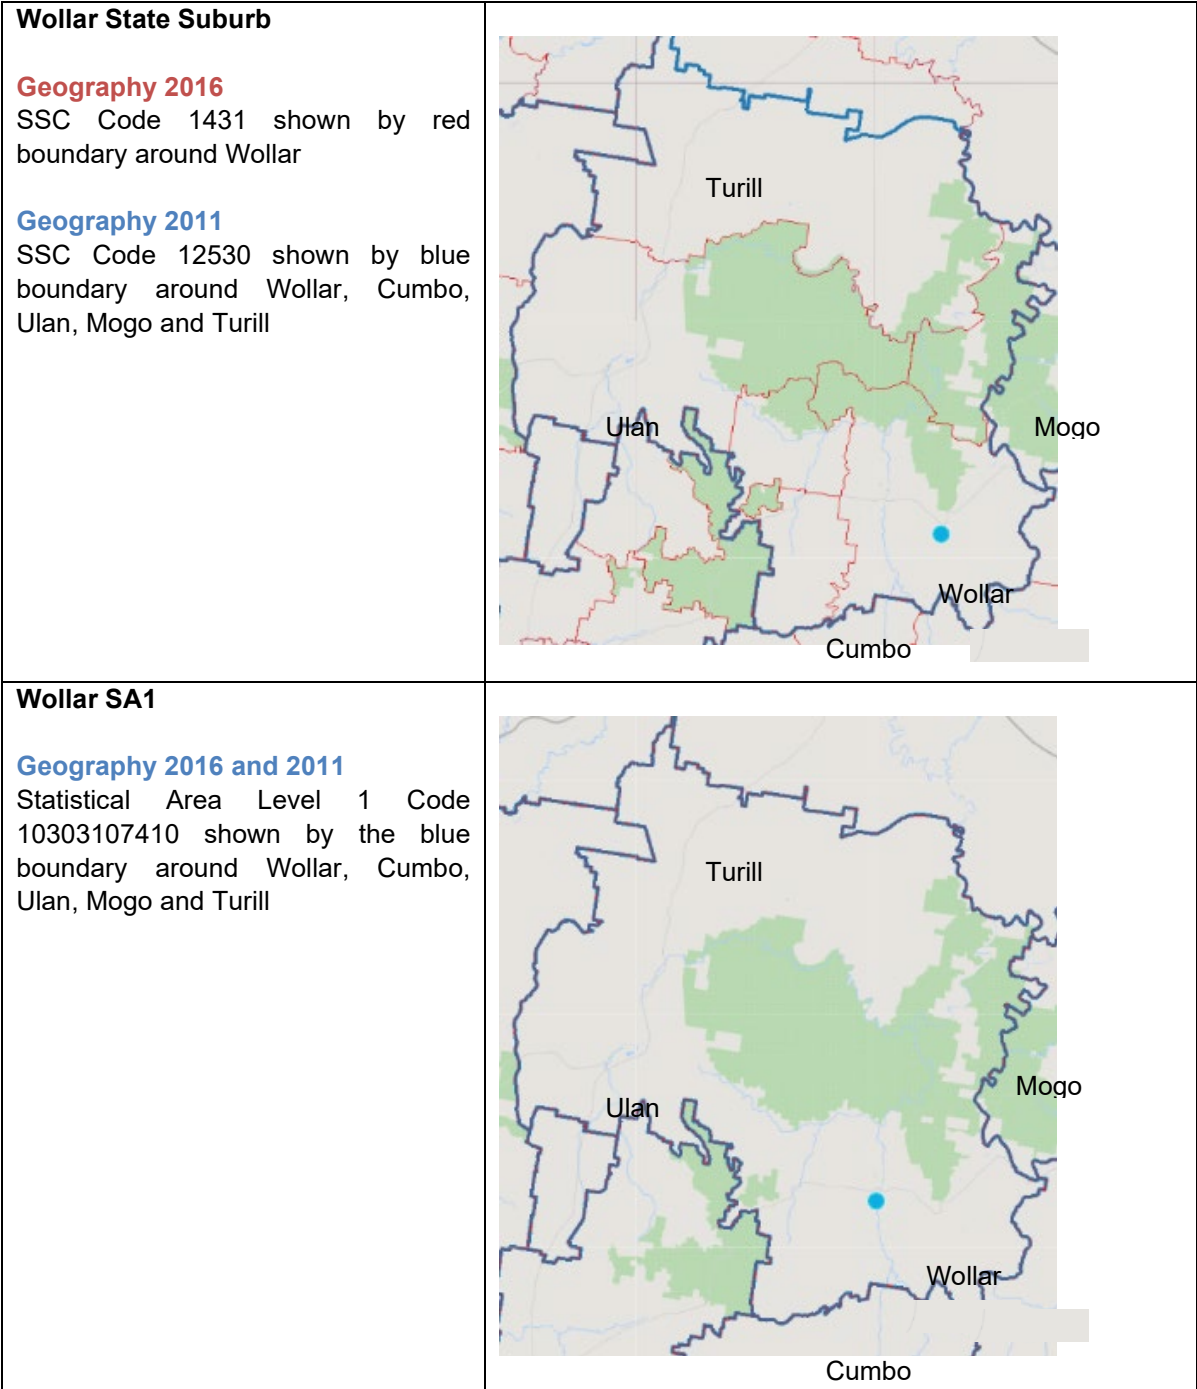 Wollar State Suburb
Geography 2016
SSC Code 1431 shown by red
boundary around Wollar
Geography 2011
SSC Code 12530 shown by blue
boundary around Wollar, Cumbo,
Ulan, Mogo and Turill
Turill
Ulan
Mogo
Wollar
Cumbo
Wollar SA1
Geography 2016 and 2011
Statistical Area Level 1 Code
10303107410 shown by the blue
boundary around Wollar, Cumbo,
Ulan, Mogo and Turill
Turill
Mogo
Ulan
Wollar
Cumbo